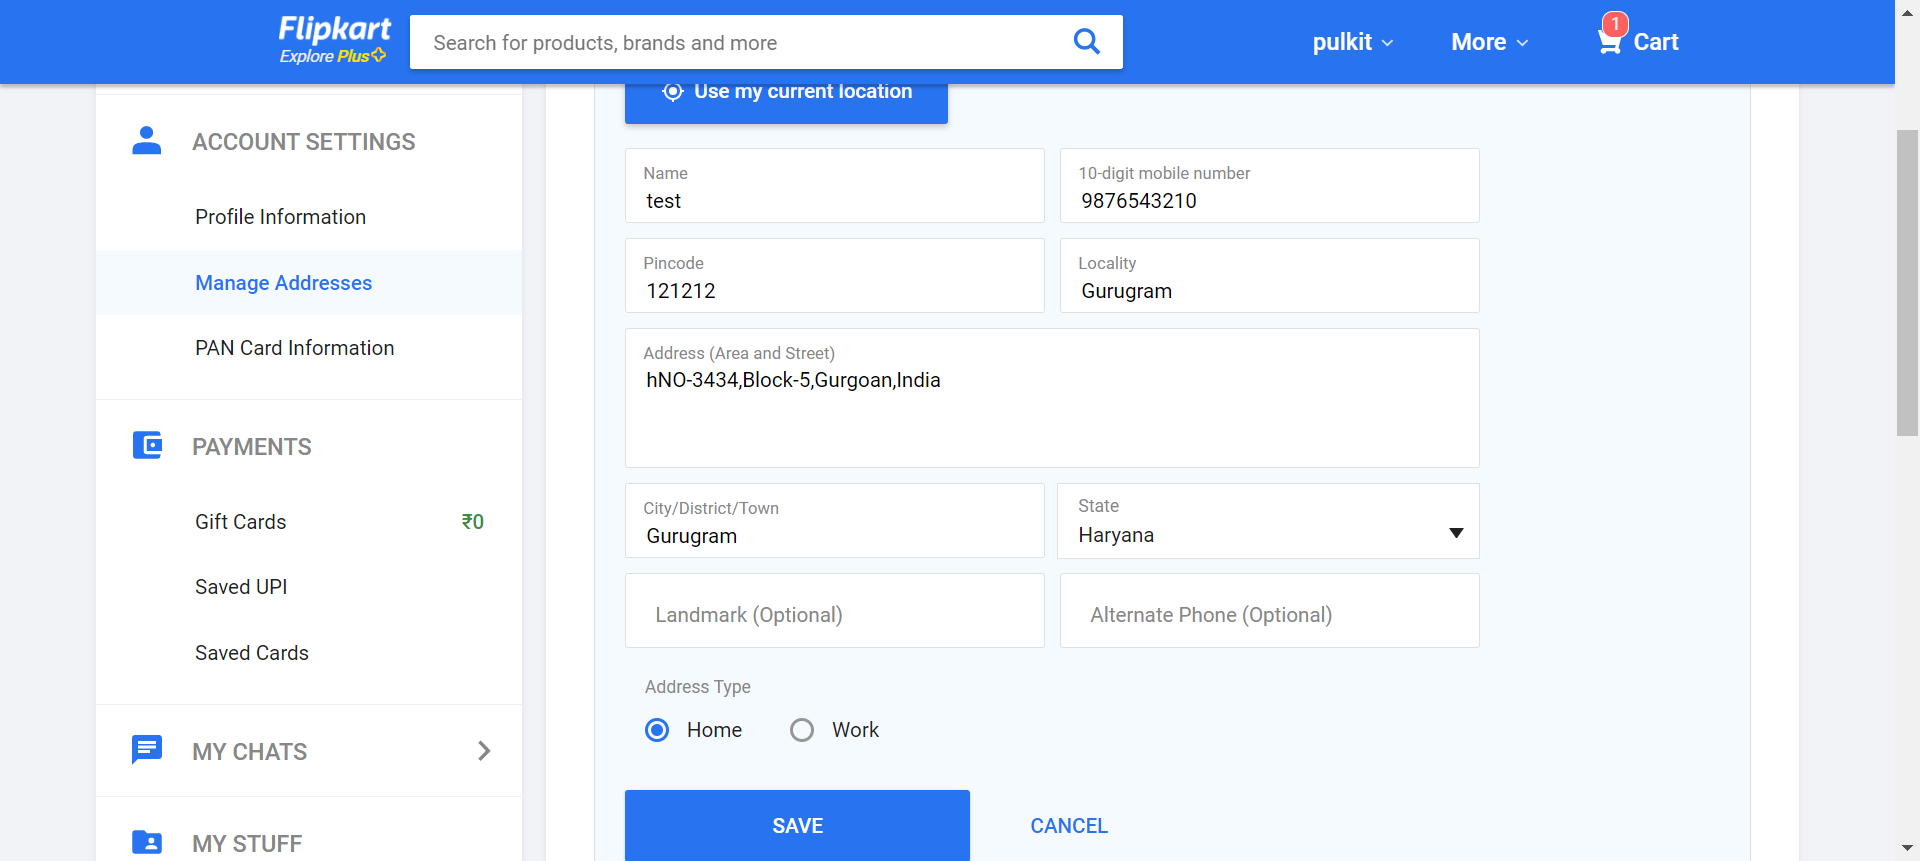 Flipkart
Explore Plus
Search for products, brands and more
pulkit
More
1
Cart
Use my current location
ACCOUNT SETTINGS
Profile Information
Manage Addresses
PAN Card Information
PAYMENTS
Gift Cards ₹0
Saved UPI
Saved Cards
MY CHATS
MY STUFF
Name
test
10-digit mobile number
9876543210
Pincode
121212
Locality
Gurugram
Address (Area and Street)
hNO-3434,Block-5,Gurgoan,India
City/District/Town
Gurugram
State
Haryana
Landmark (Optional)
Alternate Phone (Optional)
Address Type
Home
Work
SAVE
CANCEL